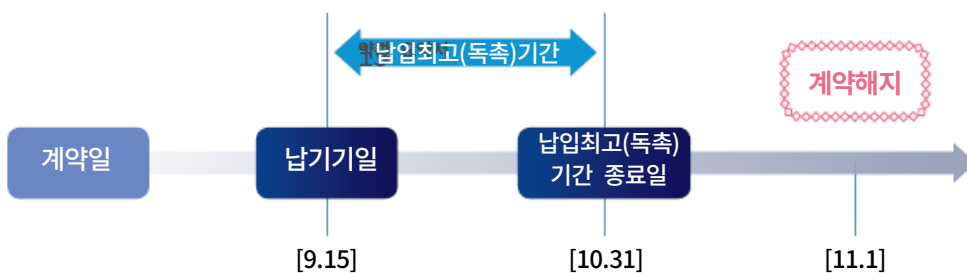 납입최고(독촉)기간
계약해지
계약일
납기기일
납입최고(독촉)
기간 종료일
[9.15]
[10.31]
[11.1]